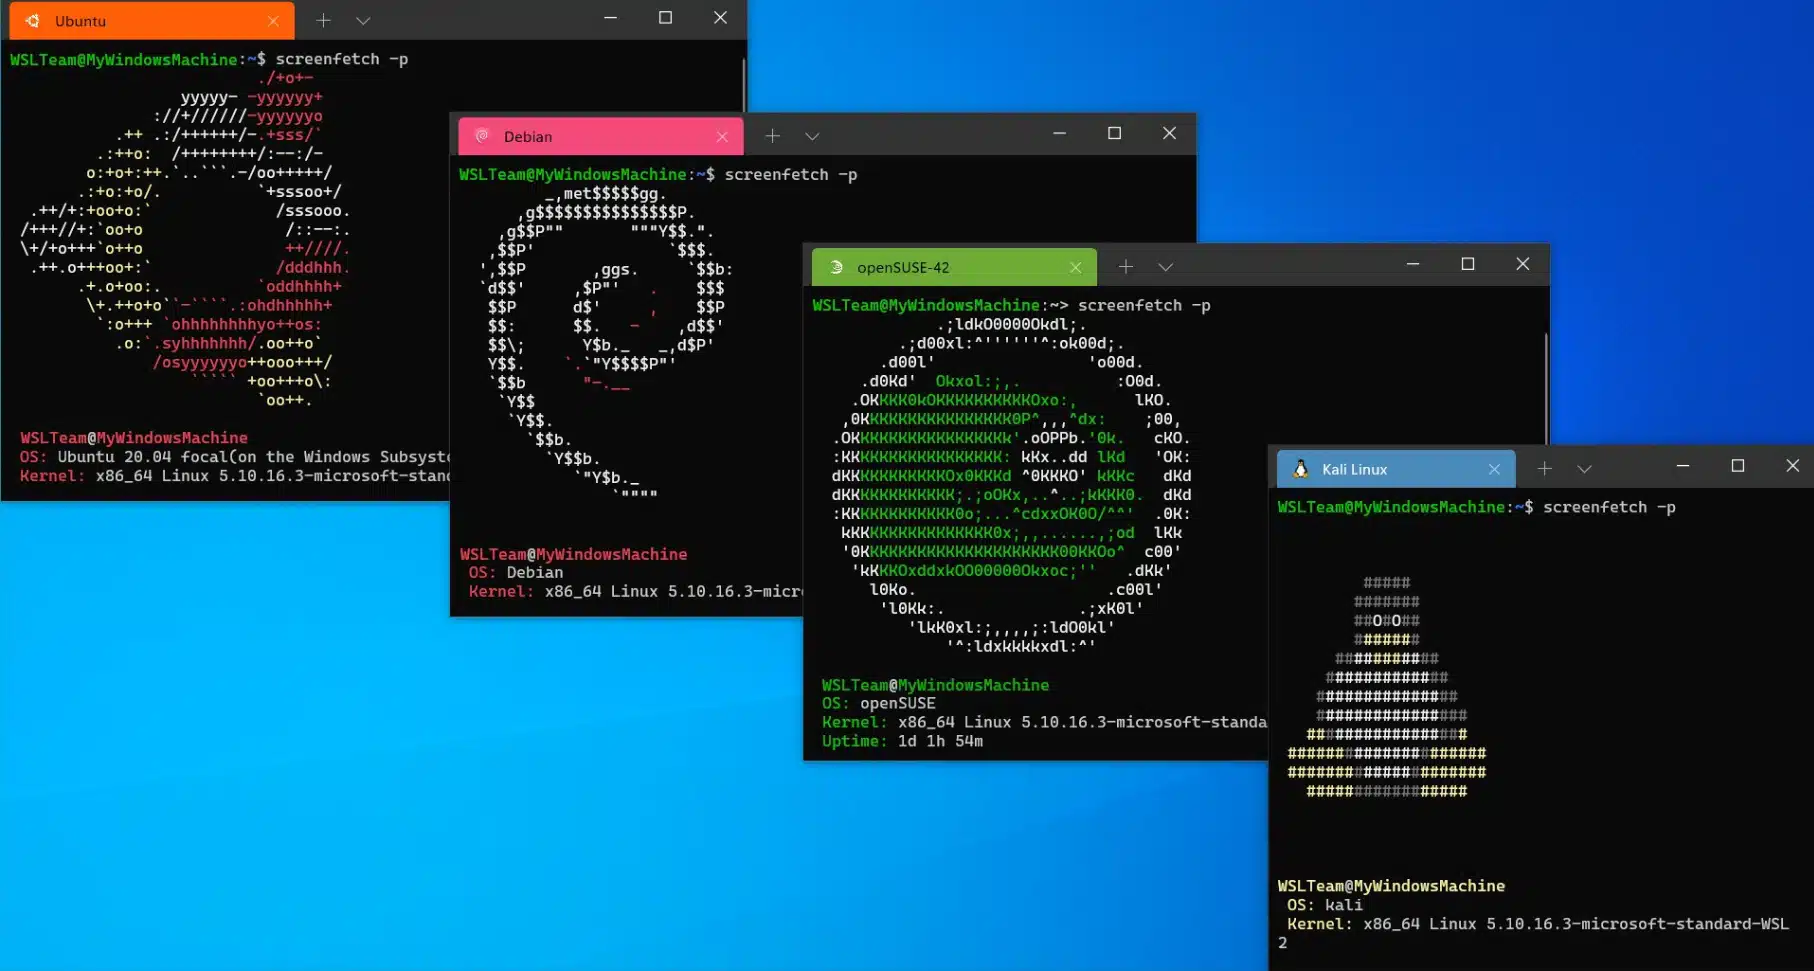 Ubuntu
WSLTeam@MyWindowsMachine:~$ screenfetch -p
WSLTeam@MyWindowsMachine
OS: Ubuntu 20.04 focal(on the Windows Subsyst
Kernel: x86_64 Linux 5.10.16.3-microsoft-stan
Debian
WSLTeam@MyWindowsMachine:~$ screenfetch -p
WSLTeam@MyWindowsMachine
OS: Debian
Kernel: x86_64 Linux 5.10.16.3-micr
openSUSE-42
WSLTeam@MyWindowsMachine:~> screenfetch -p
WSLTeam@MyWindowsMachine
OS: openSUSE
Kernel: x86_64 Linux 5.10.16.3-microsoft-standa
Uptime: 1d 1h 54m
Kali Linux
WSLTeam@MyWindowsMachine:~$ screenfetch -p
WSLTeam@MyWindowsMachine
OS: kali
Kernel: x86_64 Linux 5.10.16.3-microsoft-standard-WSL
2